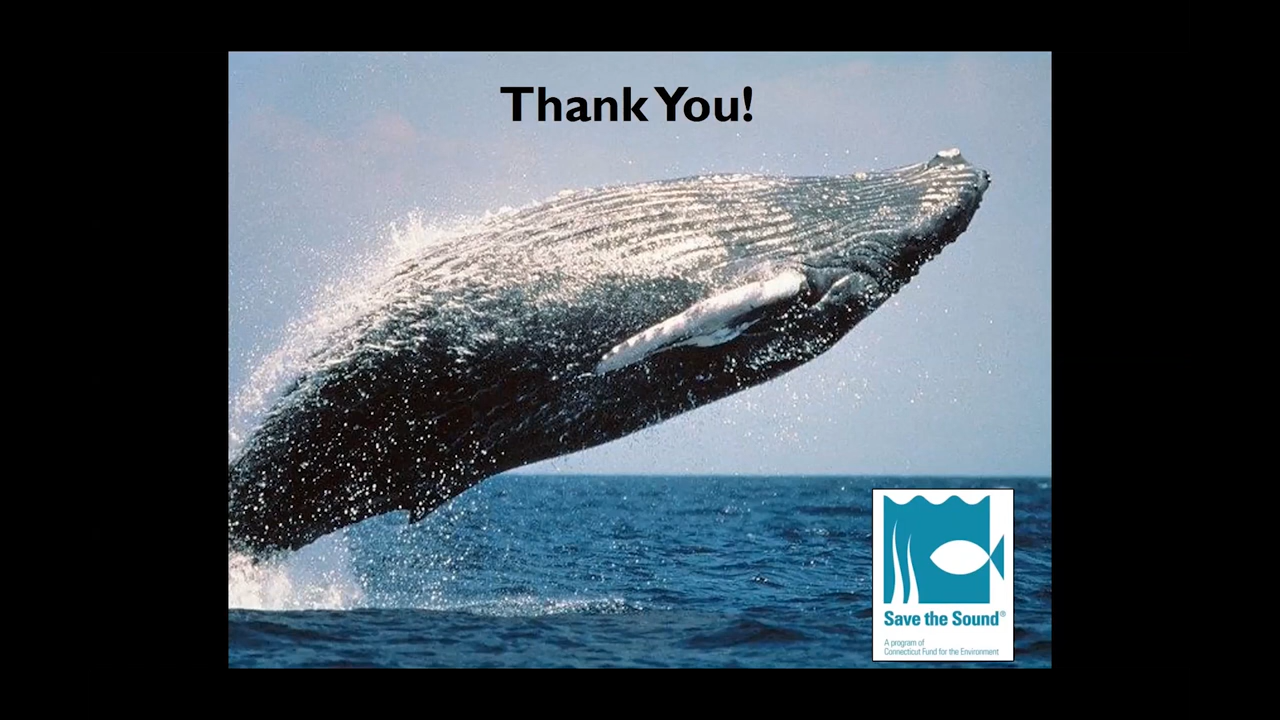 Thank You!
Save the Sound®
A program of
Connecticut Fund for the Environment